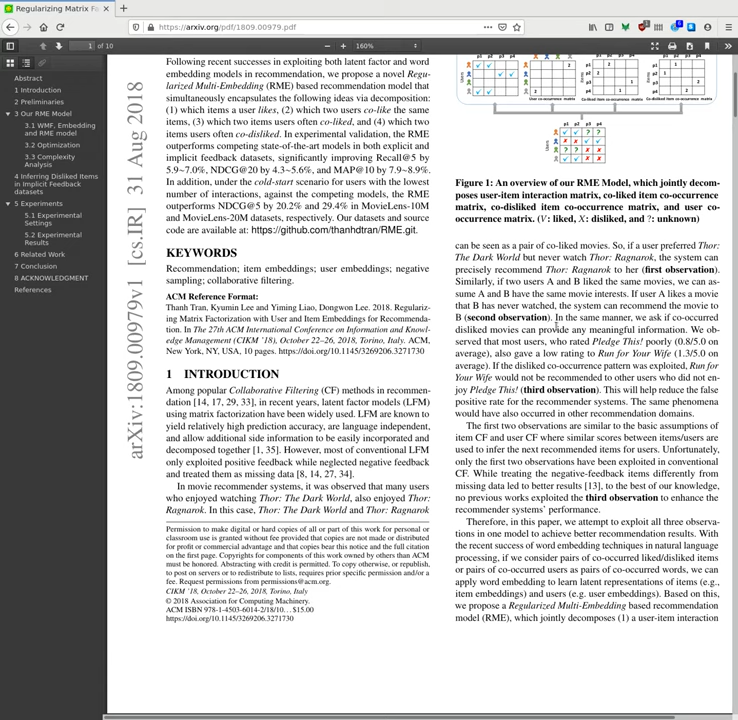 Regularizing Matrix Fa
https://arxiv.org/pdf/1809.00979.pdf
1 of 10
160%
Abstract
1 Introduction
2 Preliminaries
3 Our RME Model
3.1 WMF, Embedding
and RME model
3.2 Optimization
3.3 Complexity
Analysis
4 Inferring Disliked Items
in Implicit Feedback
datasets
5 Experiments
5.1 Experimental
Settings
5.2 Experimental
Results
6 Related Work
7 Conclusion
8 ACKNOWLEDGMENT
References
arXiv:1809.00979v1 [cs.IR] 31 Aug 2018
Following recent successes in exploiting both latent factor and word
embedding models in recommendation, we propose a novel Regu-
larized Multi-Embedding (RME) based recommendation model that
simultaneously encapsulates the following ideas via decomposition:
(1) which items a user likes, (2) which two users co-like the same
items, (3) which two items users often co-liked, and (4) which two
items users often co-disliked. In experimental validation, the RME
outperforms competing state-of-the-art models in both explicit and
implicit feedback datasets, significantly improving Recall@5 by
5.9~7.0%, NDCG@20 by 4.3~5.6%, and MAP@10 by 7.9~8.9%.
In addition, under the cold-start scenario for users with the lowest
number of interactions, against the competing models, the RME
outperforms NDCG@5 by 20.2% and 29.4% in MovieLens-10M
and MovieLens-20M datasets, respectively. Our datasets and source
code are available at: https://github.com/thanhdtran/RME.git.
KEYWORDS
Recommendation; item embeddings; user embeddings; negative
sampling; collaborative filtering.
ACM Reference Format:
Thanh Tran, Kyumin Lee and Yiming Liao, Dongwon Lee. 2018. Regulariz-
ing Matrix Factorization with User and Item Embeddings for Recommenda-
tion. In The 27th ACM International Conference on Information and Knowl-
edge Management (CIKM '18), October 22–26, 2018, Torino, Italy. ACM,
New York, NY, USA, 10 pages. https://doi.org/10.1145/3269206.3271730
1 INTRODUCTION
Among popular Collaborative Filtering (CF) methods in recommen-
dation [14, 17, 29, 33], in recent years, latent factor models (LFM)
using matrix factorization have been widely used. LFM are known to
yield relatively high prediction accuracy, are language independent,
and allow additional side information to be easily incorporated and
decomposed together [1, 35]. However, most of conventional LFM
only exploited positive feedback while neglected negative feedback
and treated them as missing data [8, 14, 27, 34].
In movie recommender systems, it was observed that many users
who enjoyed watching Thor: The Dark World, also enjoyed Thor:
Ragnarok. In this case, Thor: The Dark World and Thor: Ragnarok
Permission to make digital or hard copies of all or part of this work for personal or
classroom use is granted without fee provided that copies are not made or distributed
for profit or commercial advantage and that copies bear this notice and the full citation
on the first page. Copyrights for components of this work owned by others than ACM
must be honored. Abstracting with credit is permitted. To copy otherwise, or republish,
to post on servers or to redistribute to lists, requires prior specific permission and/or a
fee. Request permissions from permissions@acm.org.
CIKM '18, October 22–26, 2018, Torino, Italy
© 2018 Association for Computing Machinery.
ACM ISBN 978-1-4503-6014-2/18/10...$15.00
https://doi.org/10.1145/3269206.3271730
User co-occurrence matrix
Co-liked item co-occurrence matrix
Co-disliked item co-occurrence matrix
p1 p2 p3 p4
Figure 1: An overview of our RME Model, which jointly decom-
poses user-item interaction matrix, co-liked item co-occurrence
matrix, co-disliked item co-occurrence matrix, and user co-
occurrence matrix. (V: liked, X: disliked, and ?: unknown)
can be seen as a pair of co-liked movies. So, if a user preferred Thor:
The Dark World but never watch Thor: Ragnarok, the system can
precisely recommend Thor: Ragnarok to her (first observation).
Similarly, if two users A and B liked the same movies, we can as-
sume A and B have the same movie interests. If user A likes a movie
that B has never watched, the system can recommend the movie to
B (second observation). In the same manner, we ask if co-occurred
disliked movies can provide any meaningful information. We ob-
served that most users, who rated Pledge This! poorly (0.8/5.0 on
average), also gave a low rating to Run for Your Wife (1.3/5.0 on
average). If the disliked co-occurrence pattern was exploited, Run for
Your Wife would not be recommended to other users who did not en-
joy Pledge This! (third observation). This will help reduce the false
positive rate for the recommender systems. The same phenomena
would have also occurred in other recommendation domains.
The first two observations are similar to the basic assumptions of
item CF and user CF where similar scores between items/users are
used to infer the next recommended items for users. Unfortunately,
only the first two observations have been exploited in conventional
CF. While treating the negative-feedback items differently from
missing data led to better results [13], to the best of our knowledge,
no previous works exploited the third observation to enhance the
recommender systems' performance.
Therefore, in this paper, we attempt to exploit all three observa-
tions in one model to achieve better recommendation results. With
the recent success of word embedding techniques in natural language
processing, if we consider pairs of co-occurred liked/disliked items
or pairs of co-occurred users as pairs of co-occurred words, we can
apply word embedding to learn latent representations of items (e.g.,
item embeddings) and users (e.g. user embeddings). Based on this,
we propose a Regularized Multi-Embedding based recommendation
model (RME), which jointly decomposes (1) a user-item interaction